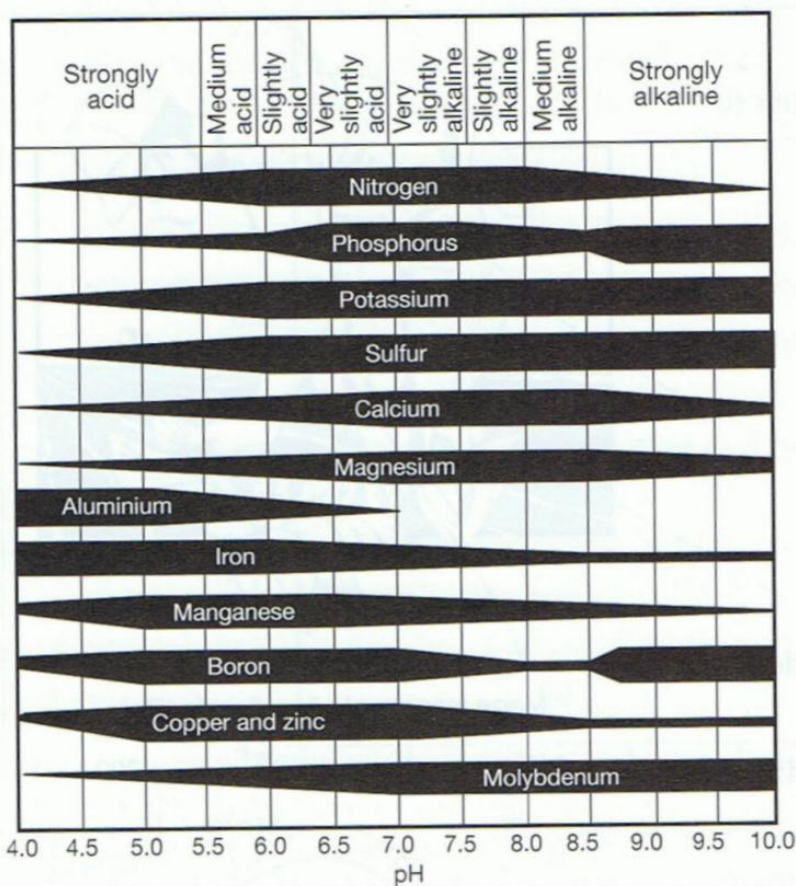 Strongly
acid
Medium
acid
Slightly
acid
Very
slightly
acid
Very
slightly
alkaline
Slightly
alkaline
Medium
alkaline
Strongly
alkaline
Nitrogen
Phosphorus
Potassium
Sulfur
Calcium
Magnesium
Aluminium
Iron
Manganese
Boron
Copper and zinc
Molybdenum
4.0 4.5 5.0 5.5 6.0 6.5 7.0 7.5 8.0 8.5 9.0 9.5 10.0
pH